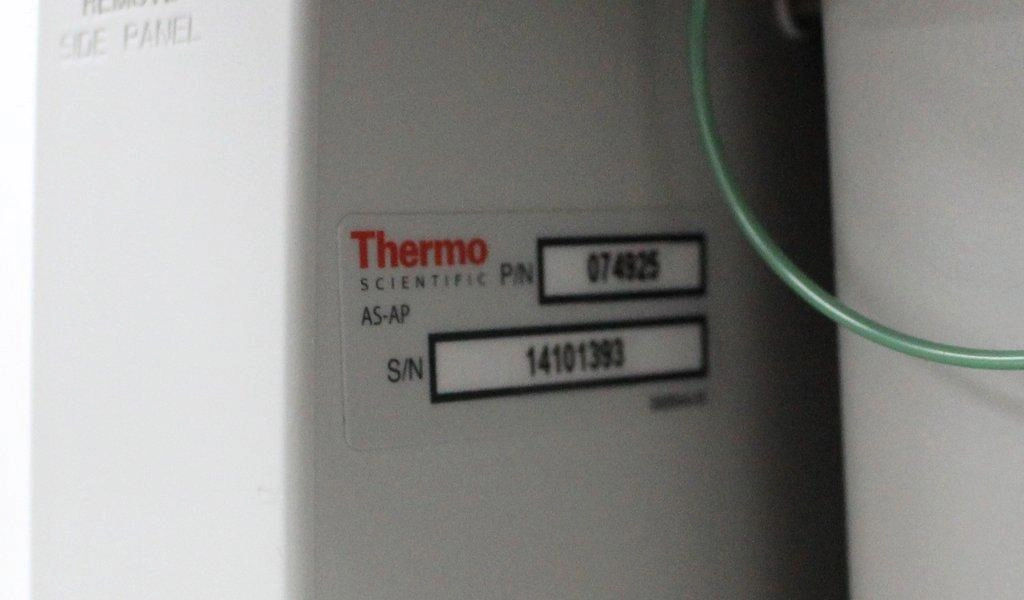 SIDE PANEL
Thermo
SCIENTIFIC P/N 074925
AS-AP
S/N 14101393